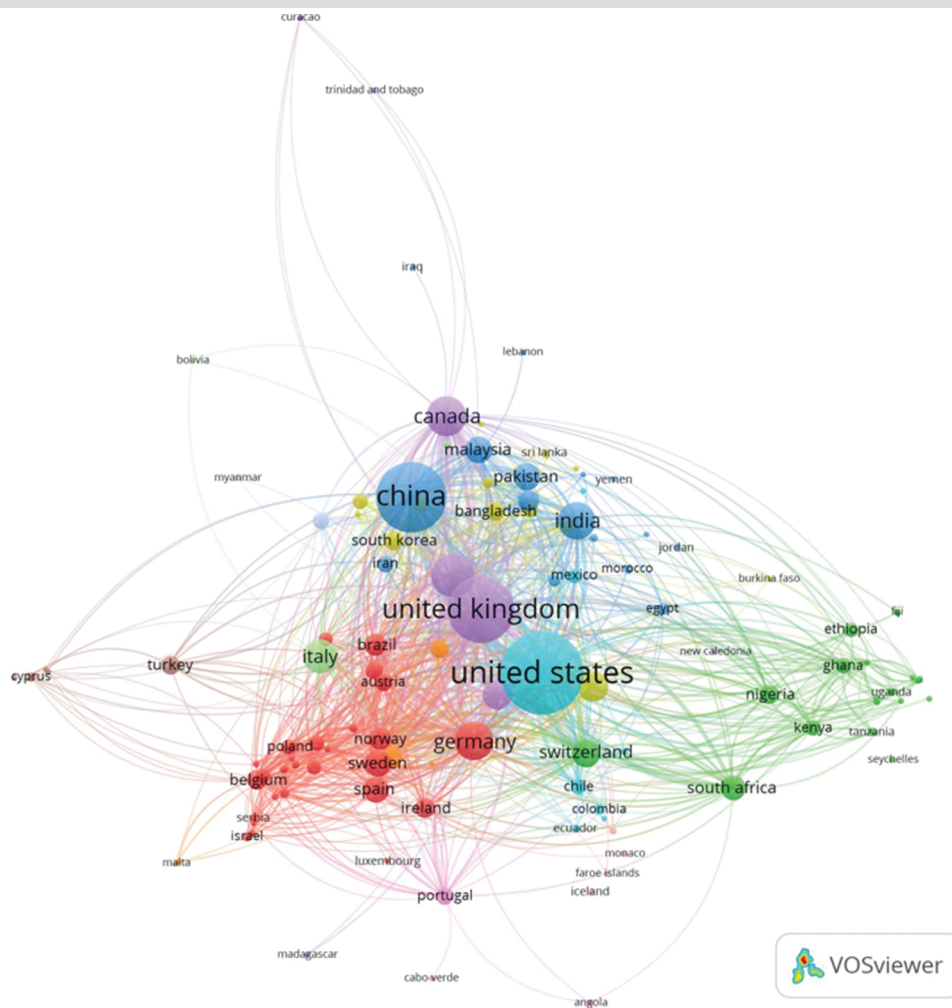 curacao
trinidad and tobago
iraq
lebanon
bolivia
canada
malaysia
sri lanka
myanmar
pakistan
yemen
china
bangladesh
india
south korea
jordan
iran
mexico
morocco
burkina faso
united kingdom
egypt
fiji
ethiopia
brazil
new caledonia
italy
turkey
ghana
cyprus
united states
austria
nigeria
uganda
kenya
tanzania
norway
germany
poland
switzerland
seychelles
sweden
belgium
chile
south africa
spain
ireland
colombia
serbia
ecuador
israel
monaco
malta
luxembourg
faroe islands
iceland
portugal
madagascar
VOSviewer
cabo verde
angola